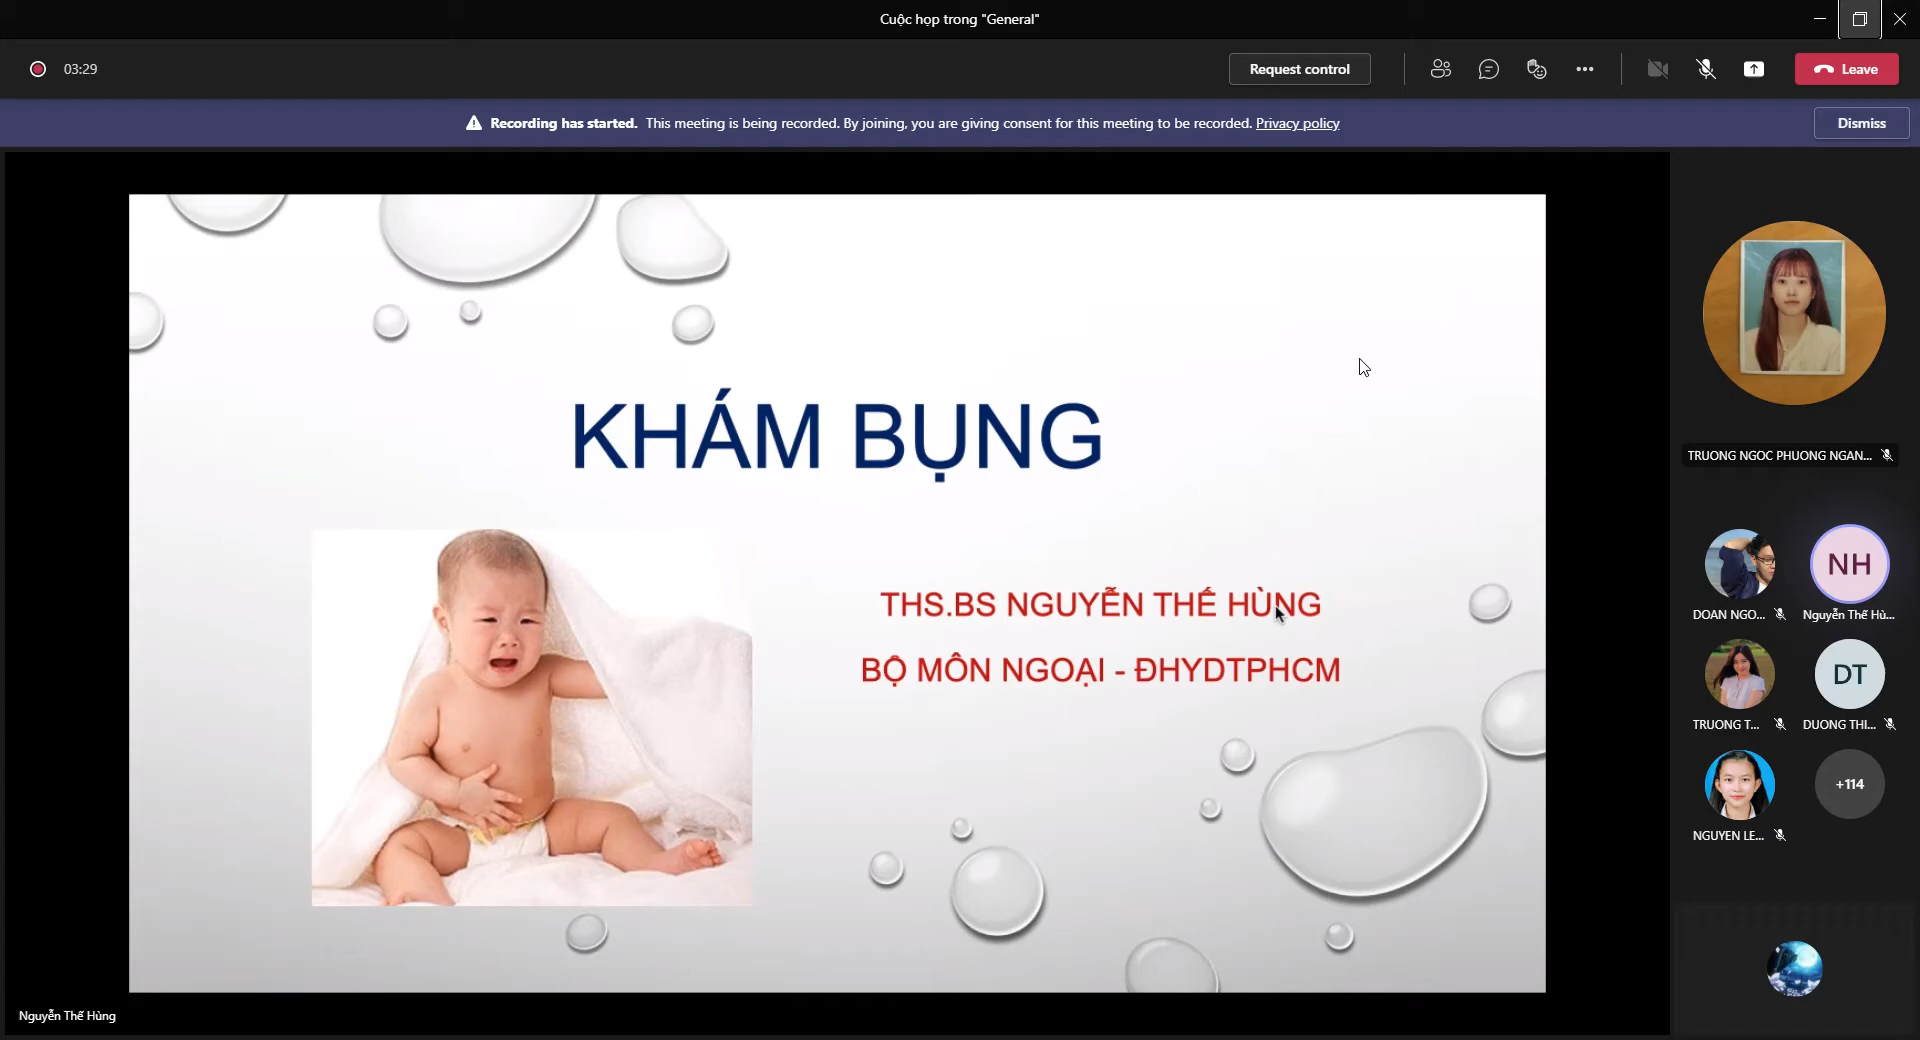 Cuộc họp trong "General"
03:29
Request control
Leave
Recording has started. This meeting is being recorded. By joining, you are giving consent for this meeting to be recorded. Privacy policy
Dismiss
KHÁM BỤNG
THS.BS NGUYỄN THẾ HÙNG
BỘ MÔN NGOẠI - ĐHYDTPHCM
TRUONG NGOC PHUONG NGAN...
DOAN NGO...
NH
Nguyễn Thế Hù...
TRUONG T...
DT
DUONG THI...
NGUYEN LE...
+114
Nguyễn Thế Hùng